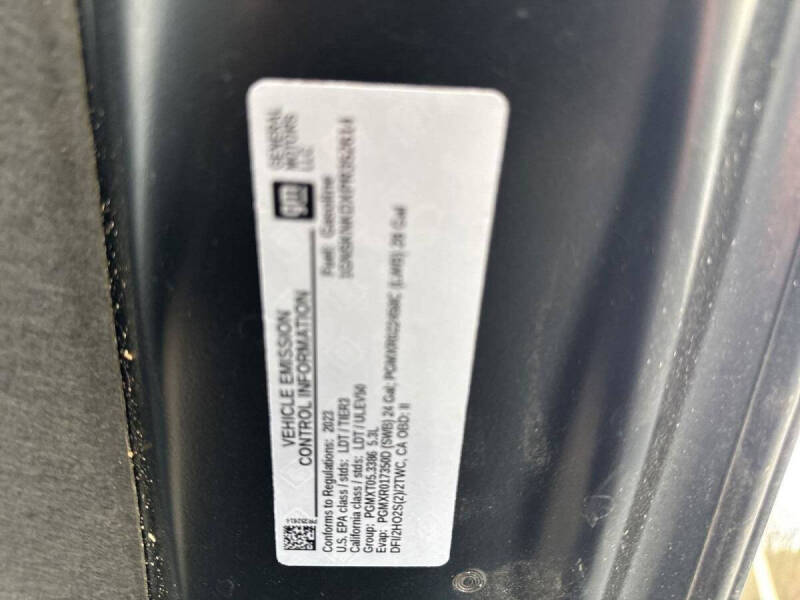 VEHICLE EMISSION
CONTROL INFORMATION
gm
GENERAL
MOTORS
LLC
Conforms to Regulations: 2023
Fuel: Gasoline
U.S. EPA class / stds: LDT / TIER3
California class / stds: LDT / ULEV50
Group: PGMXT05.3386 5.3L
Evap: PGMXR017350D (SWB) 24 Gal; (LWB) 28 Gal
DFI/2HO2S(2)/2TWC, CA OBD: II